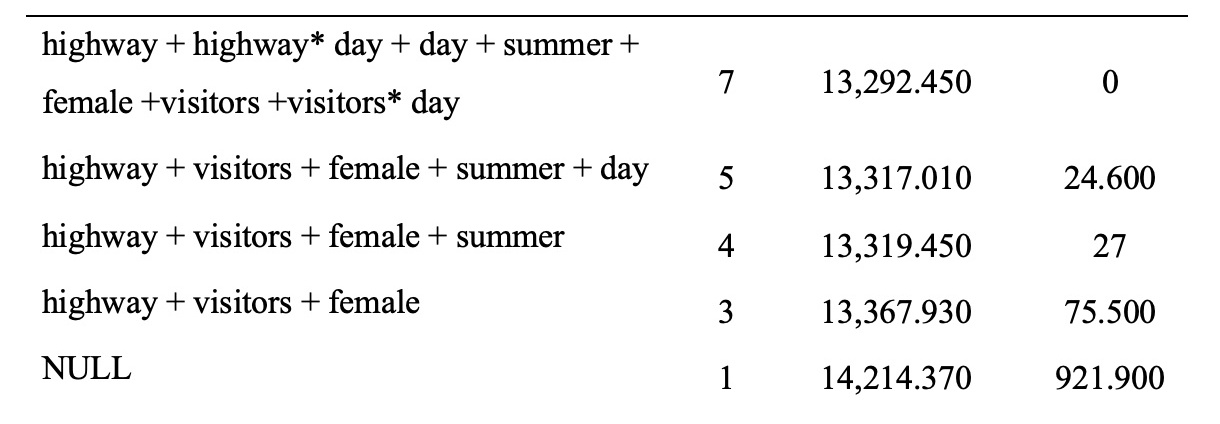 highway + highway* day + day + summer +
female +visitors +visitors* day
7 13,292.450 0
highway + visitors + female + summer + day 5 13,317.010 24.600
highway + visitors + female + summer 4 13,319.450 27
highway + visitors + female 3 13,367.930 75.500
NULL 1 14,214.370 921.900